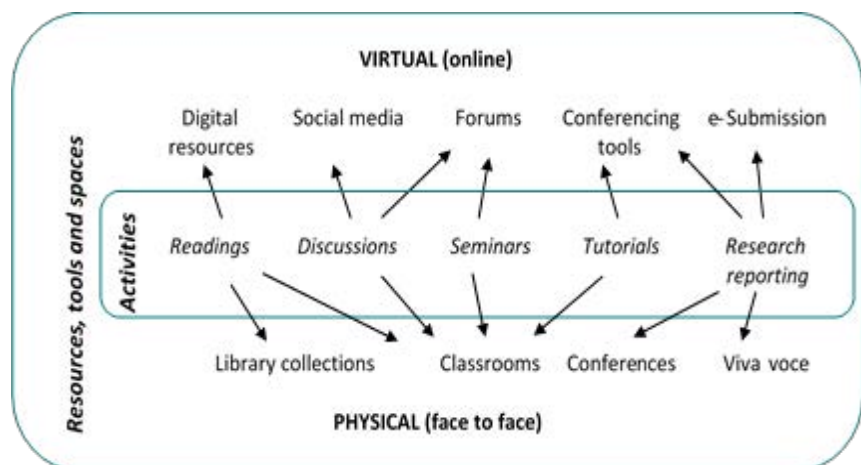 VIRTUAL (online)
Digital resources
Social media
Forums
Conferencing tools
e-Submission
Resources, tools and spaces
Activities
Readings
Discussions
Seminars
Tutorials
Research reporting
Library collections
Classrooms
Conferences
Viva voce
PHYSICAL (face to face)